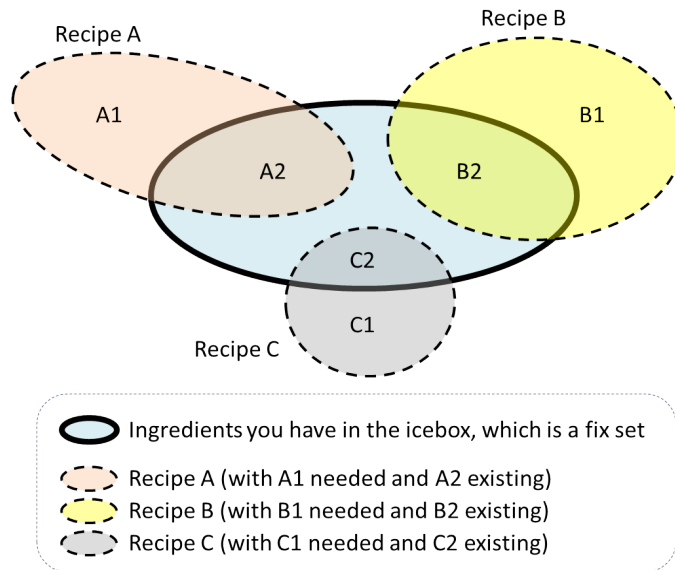 Recipe A
Recipe B
A1
B1
A2
B2
C2
C1
Recipe C
Ingredients you have in the icebox, which is a fix set
Recipe A (with A1 needed and A2 existing)
Recipe B (with B1 needed and B2 existing)
Recipe C (with C1 needed and C2 existing)